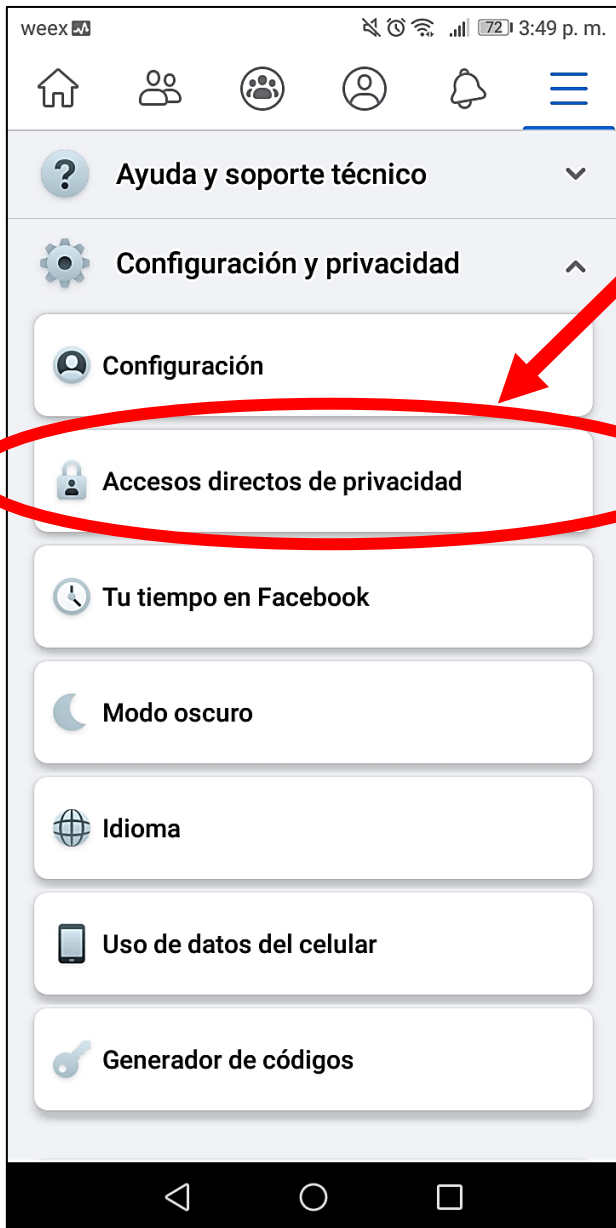 weex 72 3:49 p. m.
Ayuda y soporte técnico
Configuración y privacidad
Configuración
Accesos directos de privacidad
Tu tiempo en Facebook
Modo oscuro
Idioma
Uso de datos del celular
Generador de códigos